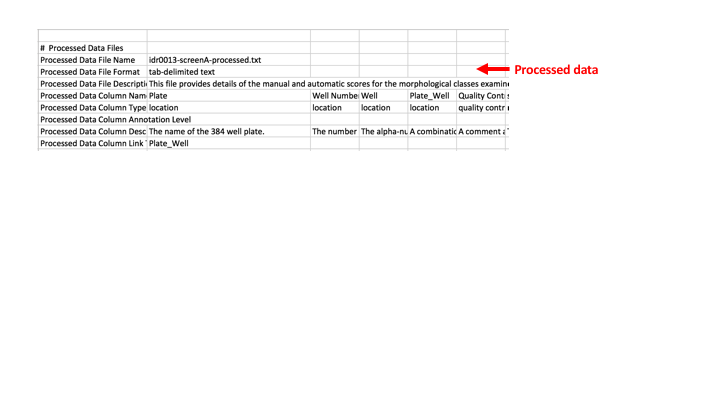 # Processed Data Files
Processed Data File Name idr0013-screenA-processed.txt
Processed Data File Format tab-delimited text
Processed data
Processed Data File Descripti This file provides details of the manual and automatic scores for the morphological classes examine
Processed Data Column Nam Plate Well Numbe Well Plate_Well Quality Conti
Processed Data Column Type location location location location quality contr
Processed Data Column Annotation Level
Processed Data Column Desc The name of the 384 well plate. The number The alpha-nu A combinatic A comment a
Processed Data Column Link Plate_Well